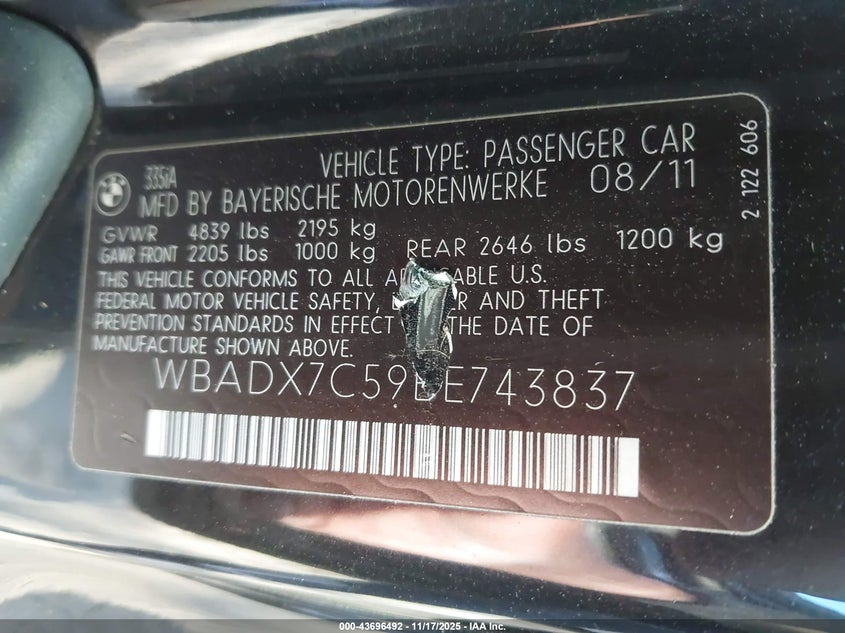 335iA VEHICLE TYPE: PASSENGER CAR
MFD BY BAYERISCHE MOTORENWERKE 08/11
GVWR 4839 lbs 2195 kg
GAWR FRONT 2205 lbs 1000 kg REAR 2646 lbs 1200 kg
THIS VEHICLE CONFORMS TO ALL U.S.
FEDERAL MOTOR VEHICLE SAFETY, AND THEFT
PREVENTION STANDARDS IN EFFECT THE DATE OF
MANUFACTURE SHOWN ABOVE.
WBADX7C59BE743837
2 122 606
000-43696492 - 11/17/2025 - IAA Inc.